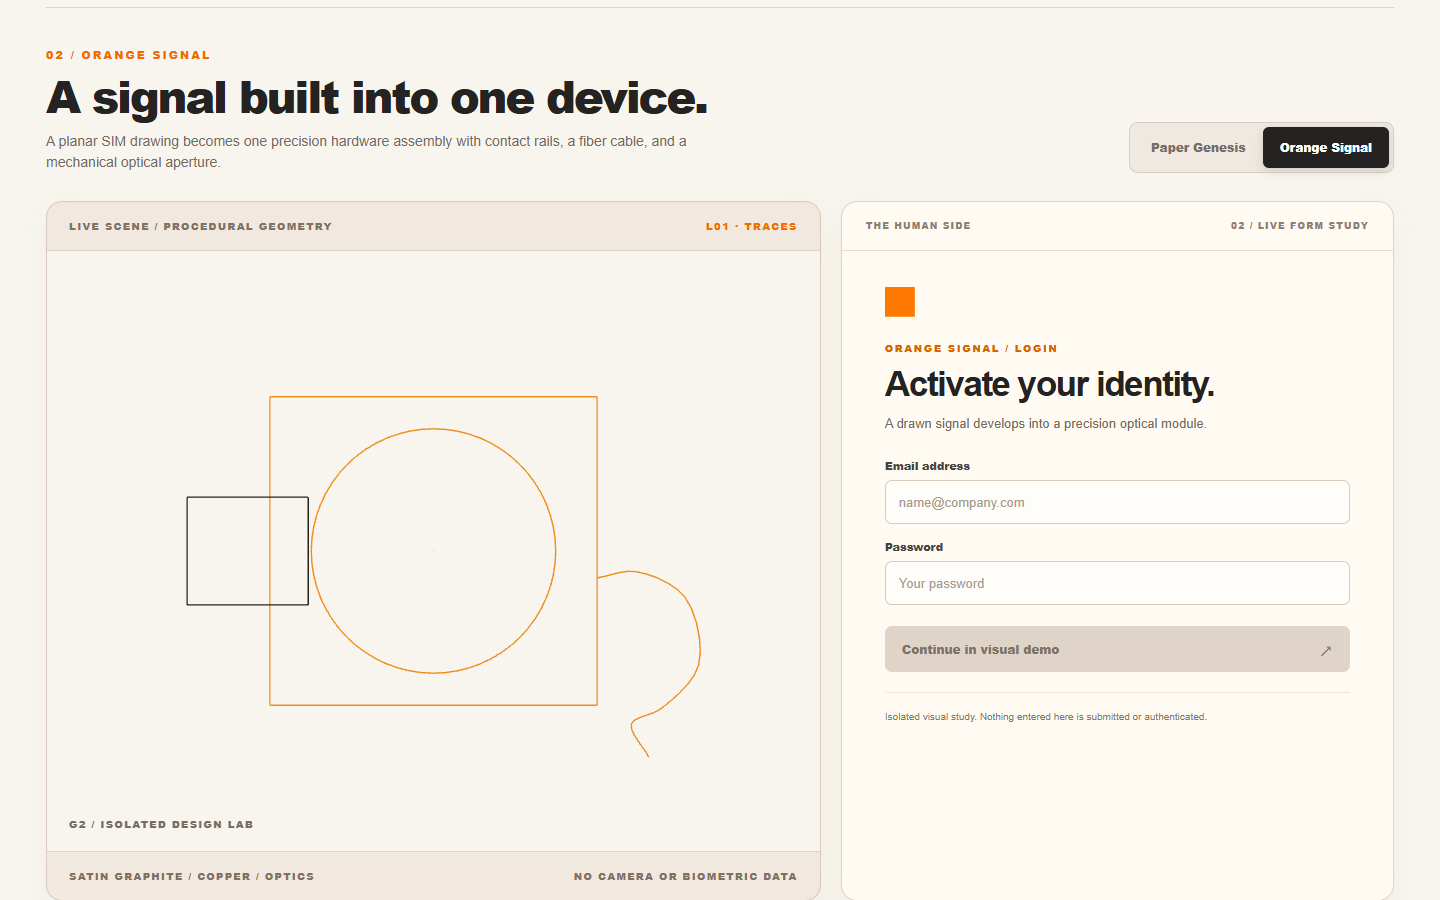 02 / ORANGE SIGNAL
A signal built into one device.
A planar SIM drawing becomes one precision hardware assembly with contact rails, a fiber cable, and a
mechanical optical aperture.
Paper Genesis
Orange Signal
LIVE SCENE / PROCEDURAL GEOMETRY
L01 · TRACES
G2 / ISOLATED DESIGN LAB
SATIN GRAPHITE / COPPER / OPTICS
NO CAMERA OR BIOMETRIC DATA
THE HUMAN SIDE
02 / LIVE FORM STUDY
ORANGE SIGNAL / LOGIN
Activate your identity.
A drawn signal develops into a precision optical module.
Email address
name@company.com
Password
Your password
Continue in visual demo ↗
Isolated visual study. Nothing entered here is submitted or authenticated.